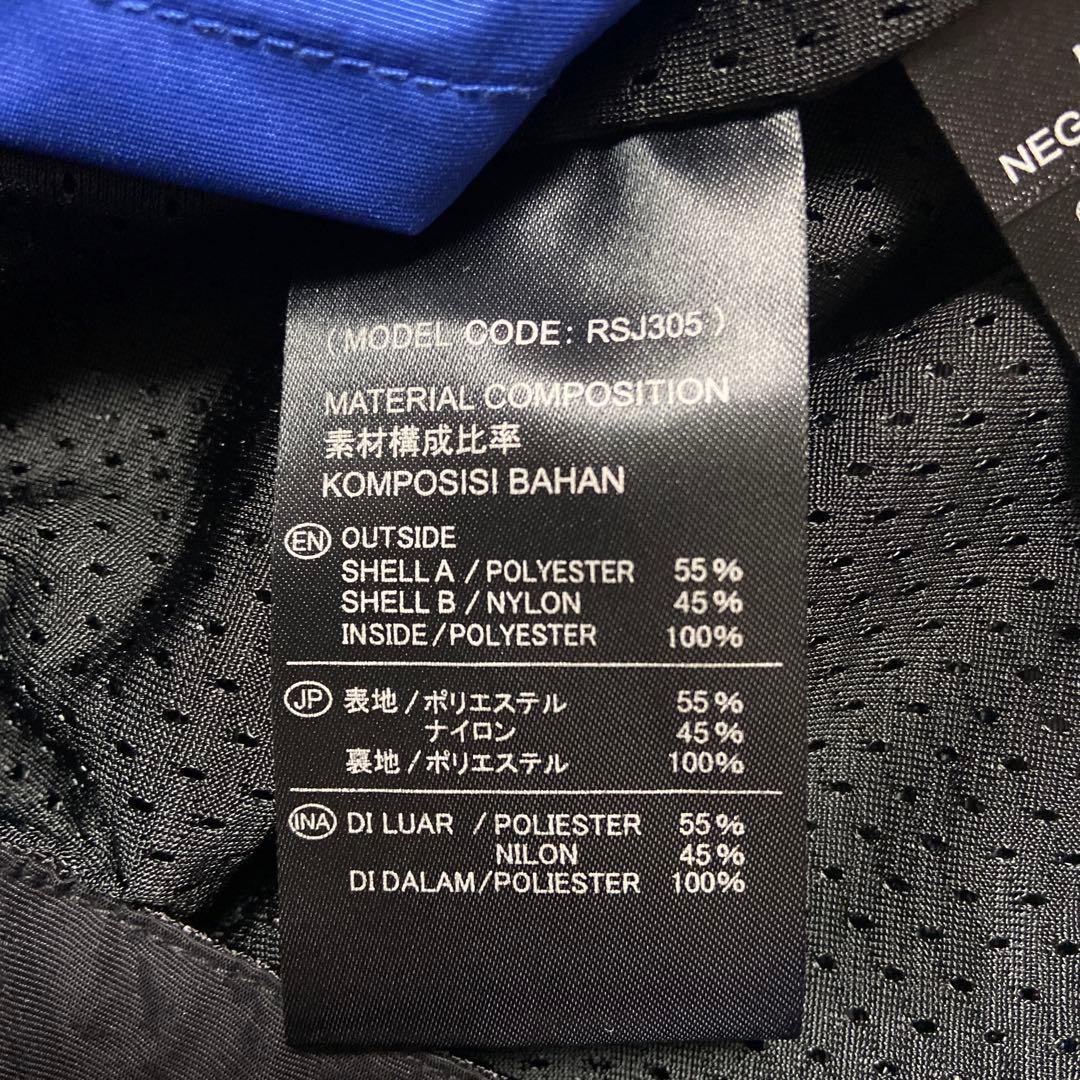 NEG
(MODEL CODE: RSJ305)
MATERIAL COMPOSITION
素材構成比率
KOMPOSISI BAHAN
EN OUTSIDE
SHELL A / POLYESTER 55%
SHELL B / NYLON 45%
INSIDE/POLYESTER 100%
JP 表地/ポリエステル 55%
ナイロン 45%
裏地/ポリエステル 100%
INA DI LUAR / POLIESTER 55%
NILON 45%
DI DALAM/POLIESTER 100%